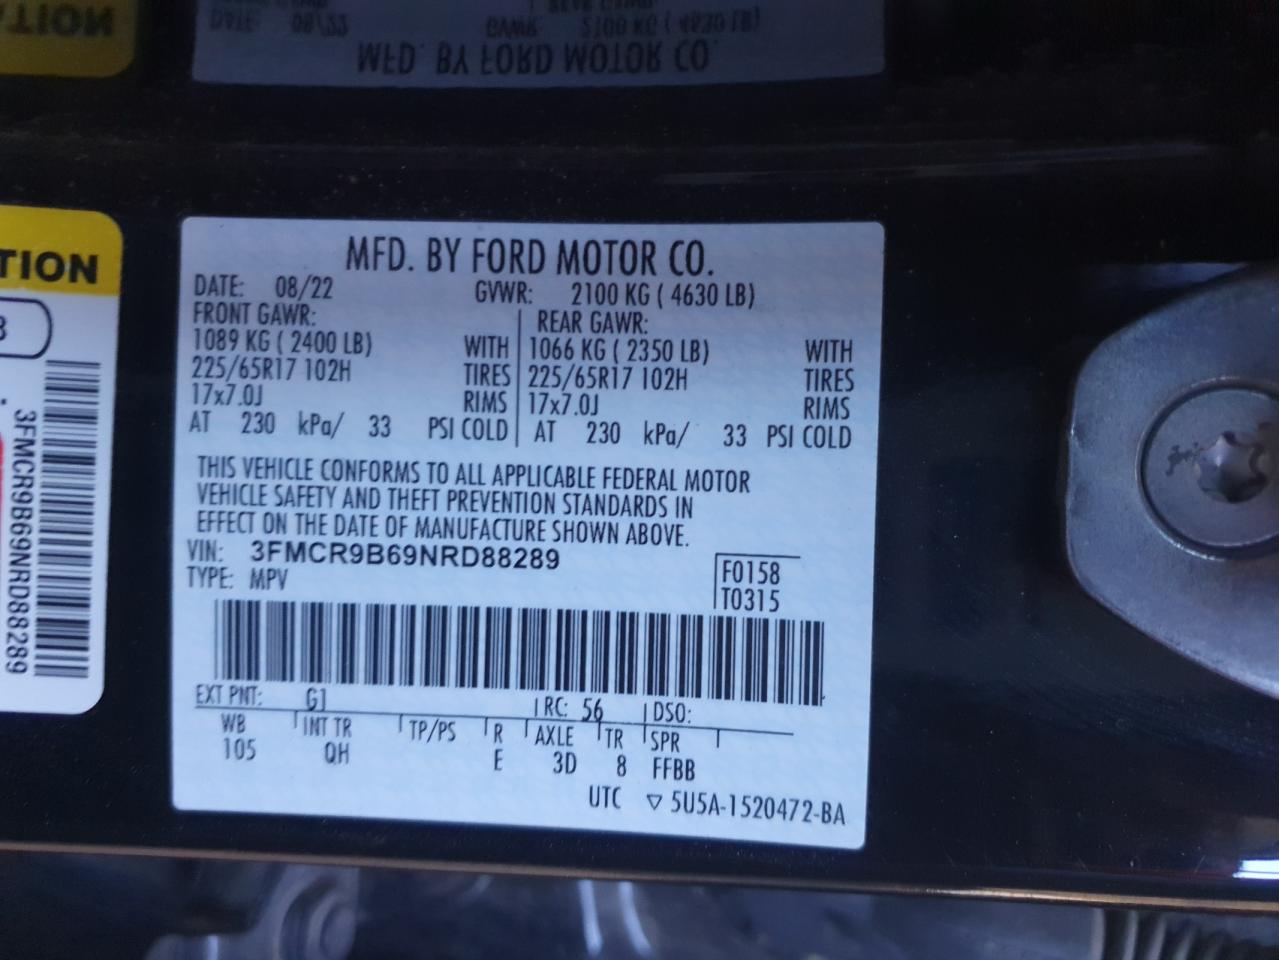 TION
3FMCR9B69NRD88289
MFD. BY FORD MOTOR CO.
DATE: 08/22 GVWR: 2100 KG ( 4630 LB)
FRONT GAWR: REAR GAWR:
1089 KG ( 2400 LB) WITH 1066 KG ( 2350 LB) WITH
225/65R17 102H TIRES 225/65R17 102H TIRES
17x7.0J RIMS 17x7.0J RIMS
AT 230 kPa/ 33 PSI COLD AT 230 kPa/ 33 PSI COLD
THIS VEHICLE CONFORMS TO ALL APPLICABLE FEDERAL MOTOR
VEHICLE SAFETY AND THEFT PREVENTION STANDARDS IN
EFFECT ON THE DATE OF MANUFACTURE SHOWN ABOVE.
VIN: 3FMCR9B69NRD88289
TYPE: MPV
F0158
T0315
EXT PNT: G1 RC: 56 DSO:
WB INT TR TP/PS R AXLE TR SPR
105 QH E 3D 8 FFBB
UTC ▽ 5U5A-1520472-BA